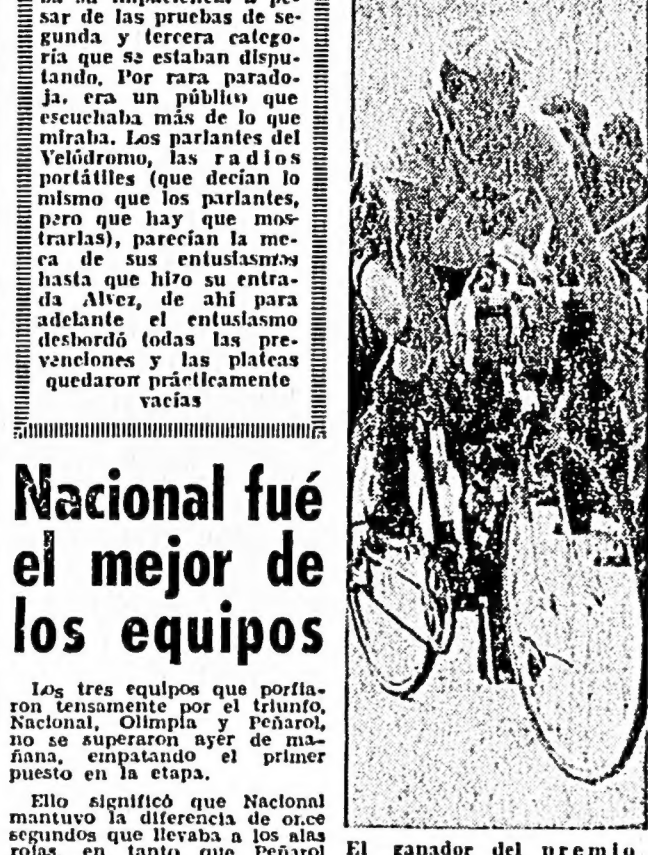 sar de las pruebas de se-
gunda y tercera catego-
ría que se estaban dispu-
tando. Por rara parado-
ja, era un público que
escuchaba más de lo que
miraba. Los parlantes del
Velódromo, las radios
portátiles (que decían lo
mismo que los parlantes,
pero que hay que mos-
trarlas), parecían la me-
ca de sus entusiasmos
hasta que hizo su entra-
da Alvez, de ahí para
adelante el entusiasmo
desbordó todas las pre-
venciones y las plateas
quedaron prácticamente
vacías
Nacional fué
el mejor de
los equipos
Los tres equipos que porfia-
ron tensamente por el triunfo,
Nacional, Olimpia y Peñarol,
no se superaron ayer de ma-
ñana, empatando el primer
puesto en la etapa.
Ello significó que Nacional
mantuvo la diferencia de once
segundos que llevaba a los alas
rojas, en tanto que Peñarol
El ganador del premio